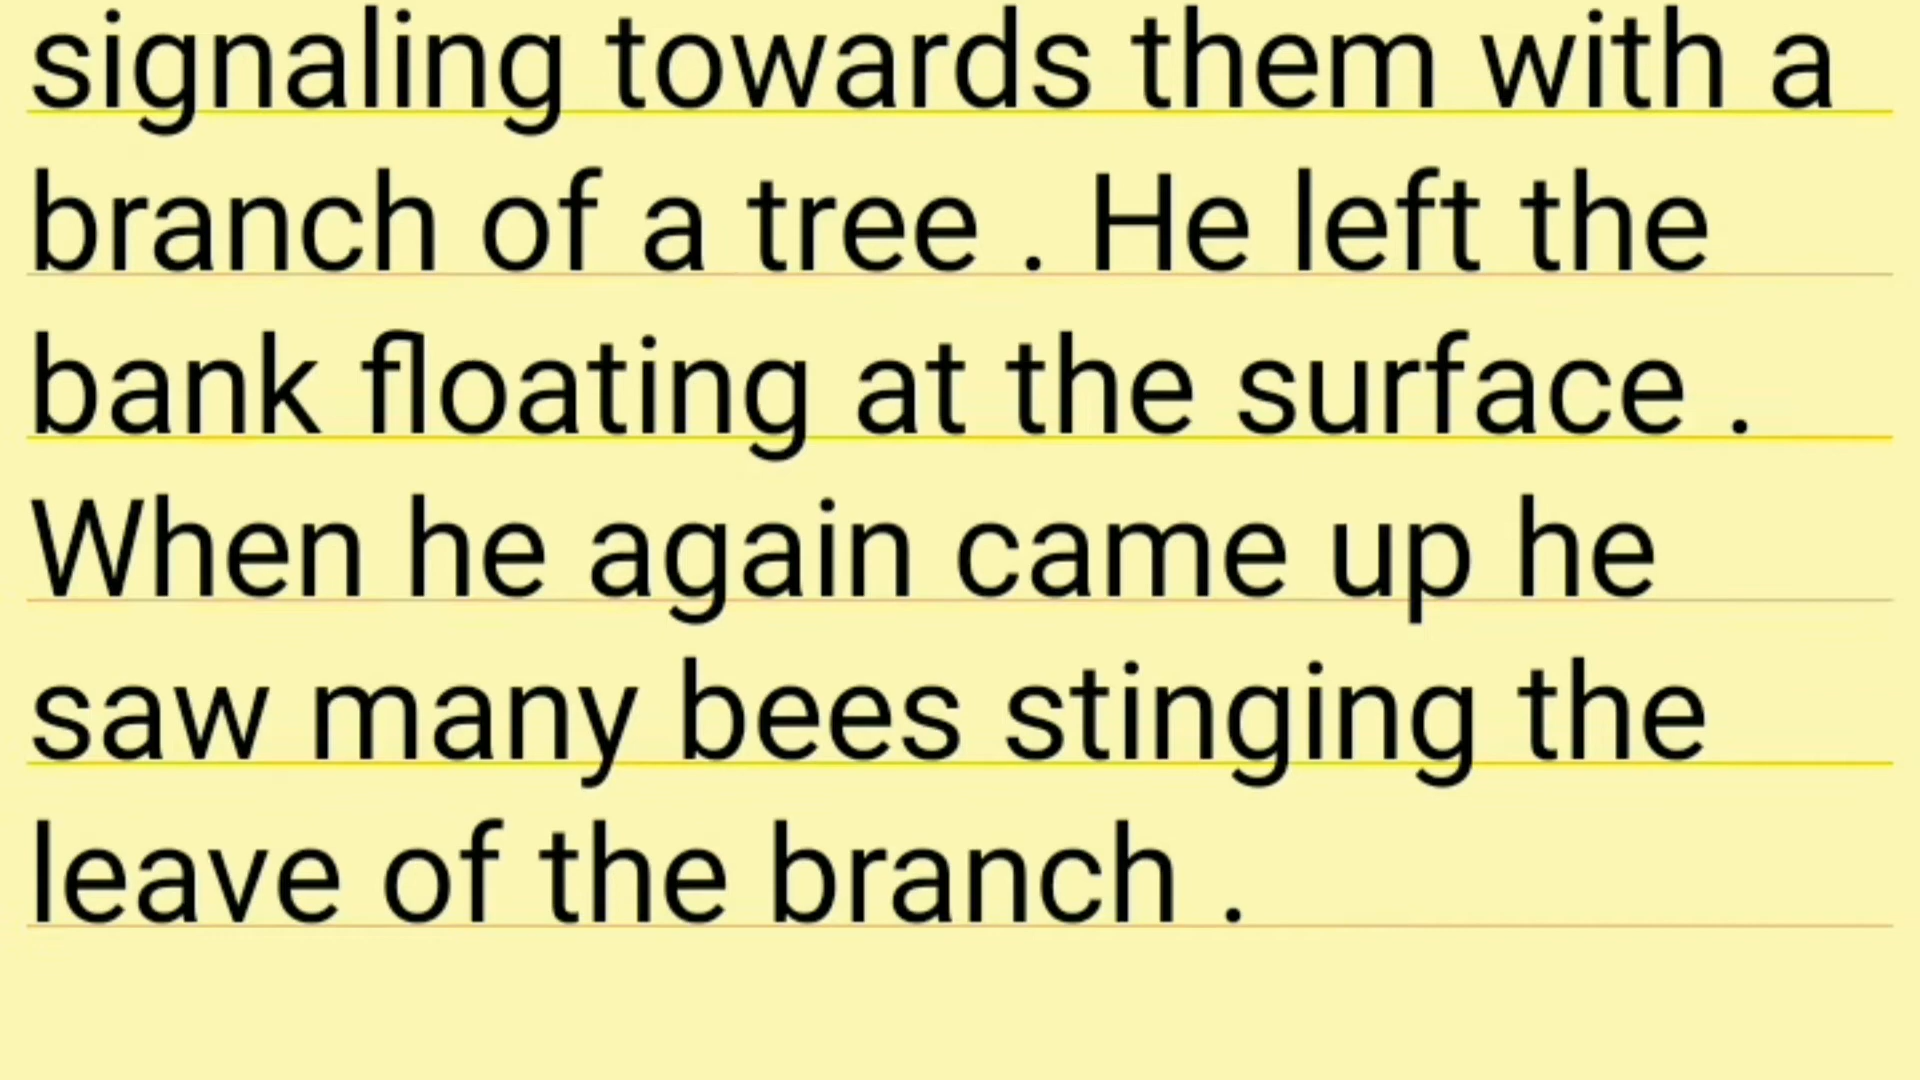 signaling towards them with a
branch of a tree . He left the
bank floating at the surface .
When he again came up he
saw many bees stinging the
leave of the branch .